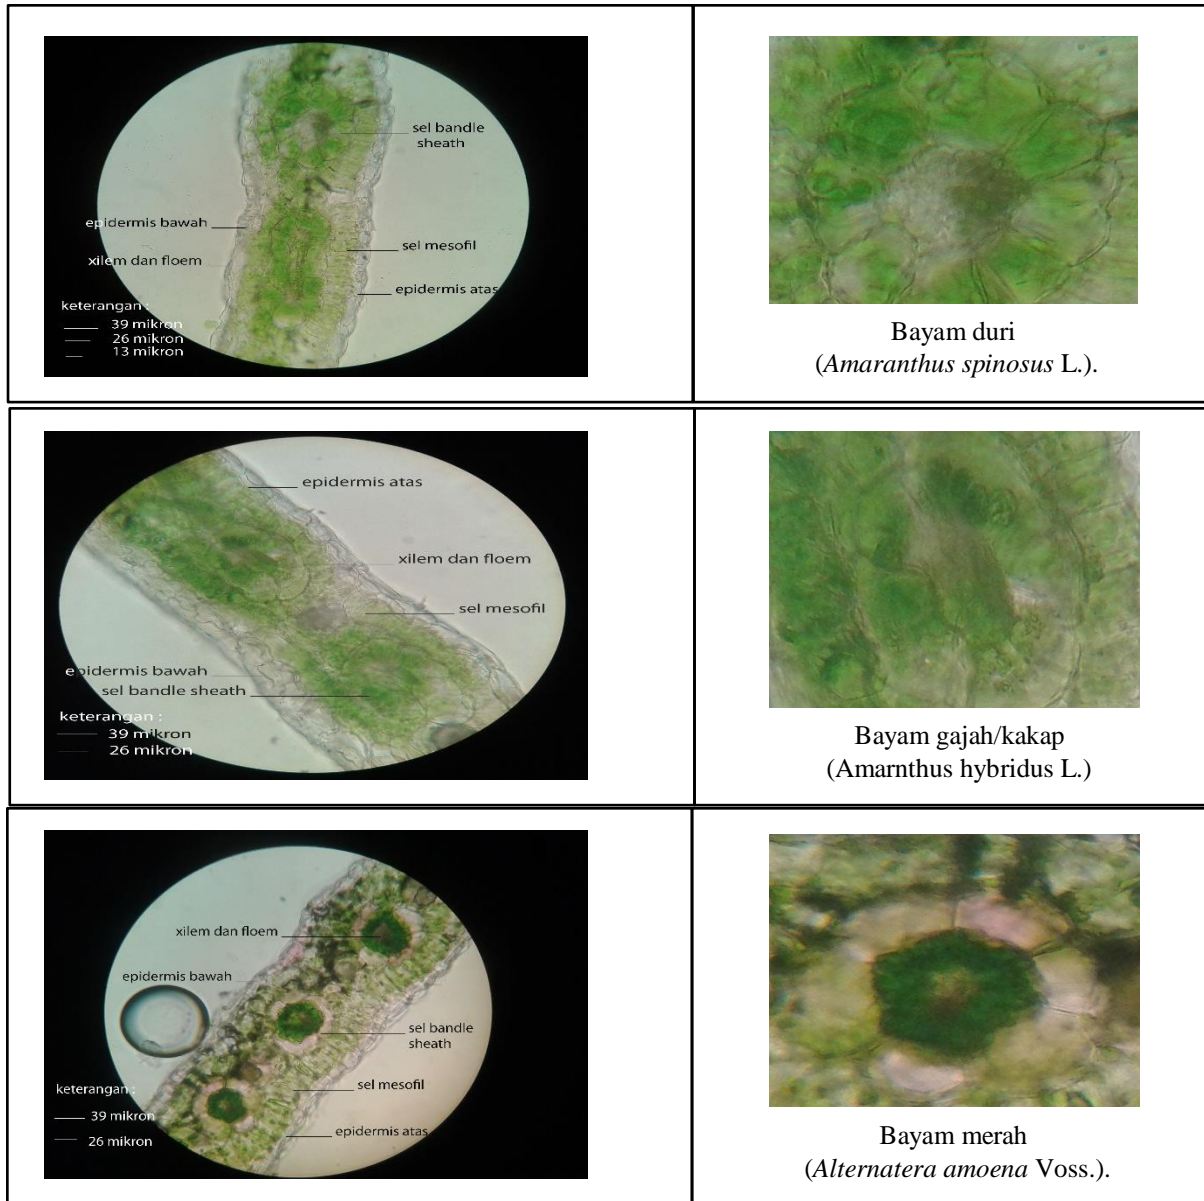 sel bandle
sheath
epidermis bawah
sel mesofil
xilem dan floem
epidermis atas
keterangan :
39 mikron
26 mikron
13 mikron
Bayam duri
(Amaranthus spinosus L.).
epidermis atas
xilem dan floem
sel mesofil
epidermis bawah
sel bandle sheath
keterangan :
39 mikron
26 mikron
Bayam gajah/kakap
(Amarnthus hybridus L.)
xilem dan floem
epidermis bawah
sel bandle
sheath
sel mesofil
keterangan :
39 mikron
epidermis atas
26 mikron
Bayam merah
(Alternatera amoena Voss.).